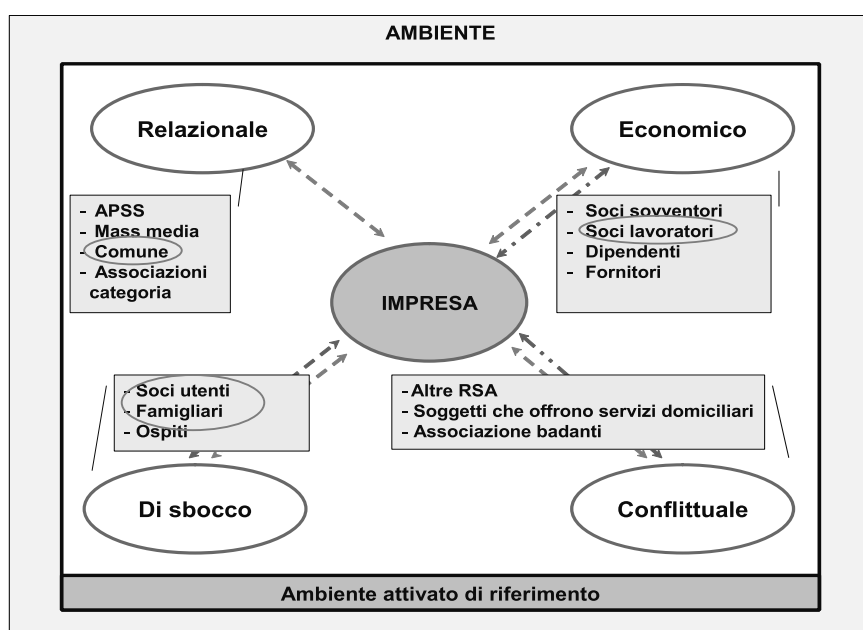 AMBIENTE
Relazionale
Economico
- APSS
- Mass media
- Comune
- Associazioni
categoria
- Soci sovventori
- Soci lavoratori
- Dipendenti
- Fornitori
IMPRESA
- Soci utenti
- Famigliari
- Ospiti
-Altre RSA
- Soggetti che offrono servizi domiciliari
- Associazione badanti
Di sbocco
Conflittuale
Ambiente attivato di riferimento